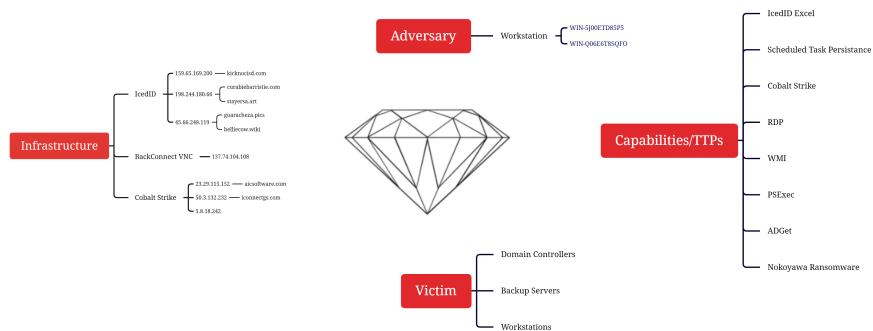 Adversary
Workstation
WIN-5J00ETD85P5
WIN-Q06E6T8SQFO
Infrastructure
IcedID
159.65.169.200
kicknocisd.com
198.244.180.66
curabiebarristie.com
stayersa.art
45.66.248.119
guaracheza.pics
belliecow.wiki
BackConnect VNC
137.74.104.108
Cobalt Strike
23.29.115.152
aicsoftware.com
50.3.132.232
iconnectgs.com
5.8.18.242
Capabilities/TTPs
IcedID Excel
Scheduled Task Persistance
Cobalt Strike
RDP
WMI
PSExec
ADGet
Nokoyawa Ransomware
Victim
Domain Controllers
Backup Servers
Workstations